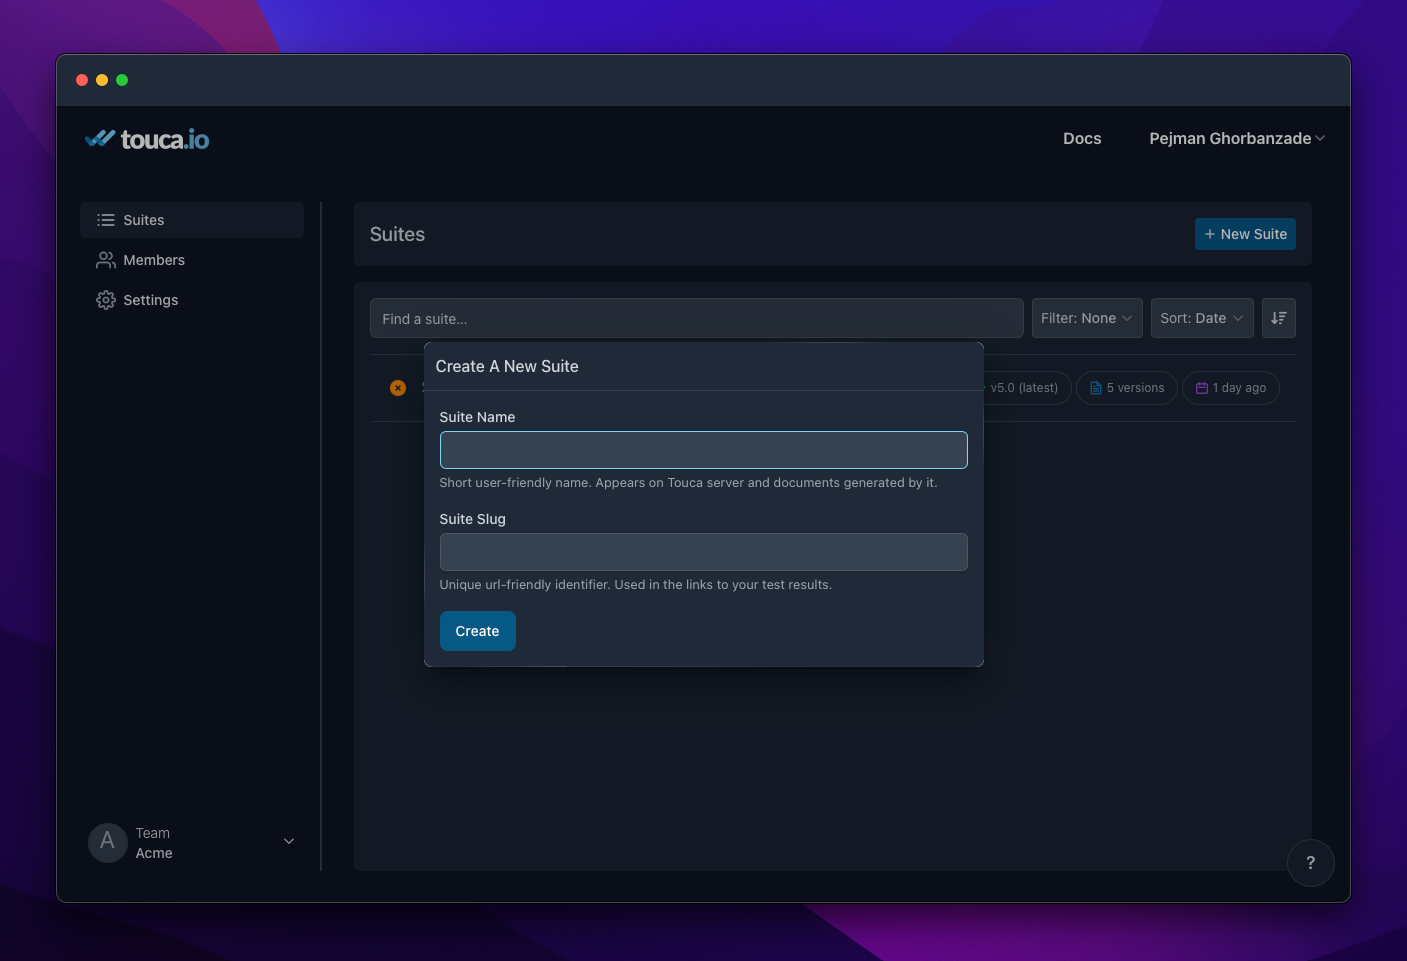 touca.io
Docs
Pejman Ghorbanzade
Suites
Members
Settings
Suites
+ New Suite
Find a suite...
Filter: None
Sort: Date
v5.0 (latest)
5 versions
1 day ago
Create A New Suite
Suite Name
Short user-friendly name. Appears on Touca server and documents generated by it.
Suite Slug
Unique url-friendly identifier. Used in the links to your test results.
Create
A
Team
Acme
?